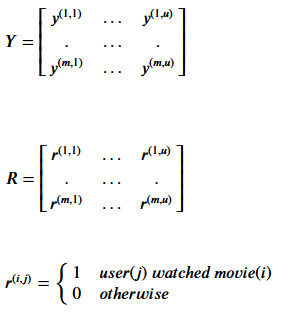 y^(1,1) ... y^(1,u)
Y = . ... .
y^(m,1) ... y^(m,u)
r^(1,1) ... r^(1,u)
R = . ... .
r^(m,1) ... r^(m,u)
r^(i,j) = { 1 user(j) watched movie(i)
0 otherwise